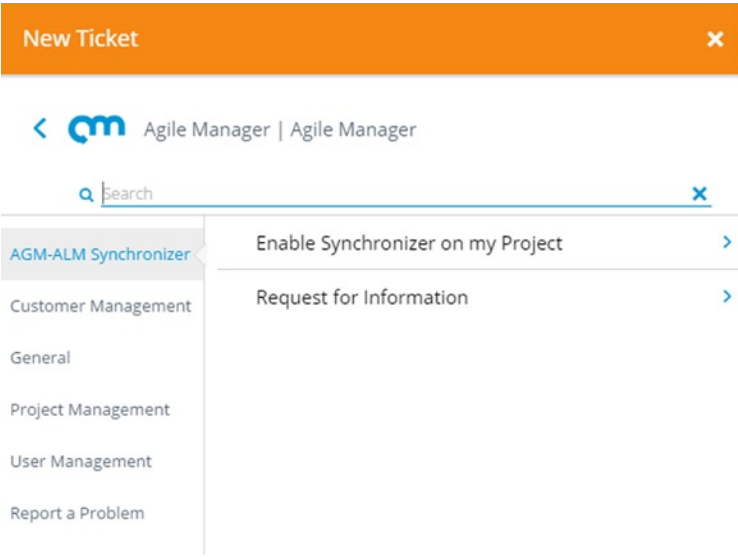 New Ticket
am Agile Manager | Agile Manager
Search
AGM-ALM Synchronizer
Customer Management
General
Project Management
User Management
Report a Problem
Enable Synchronizer on my Project
Request for Information